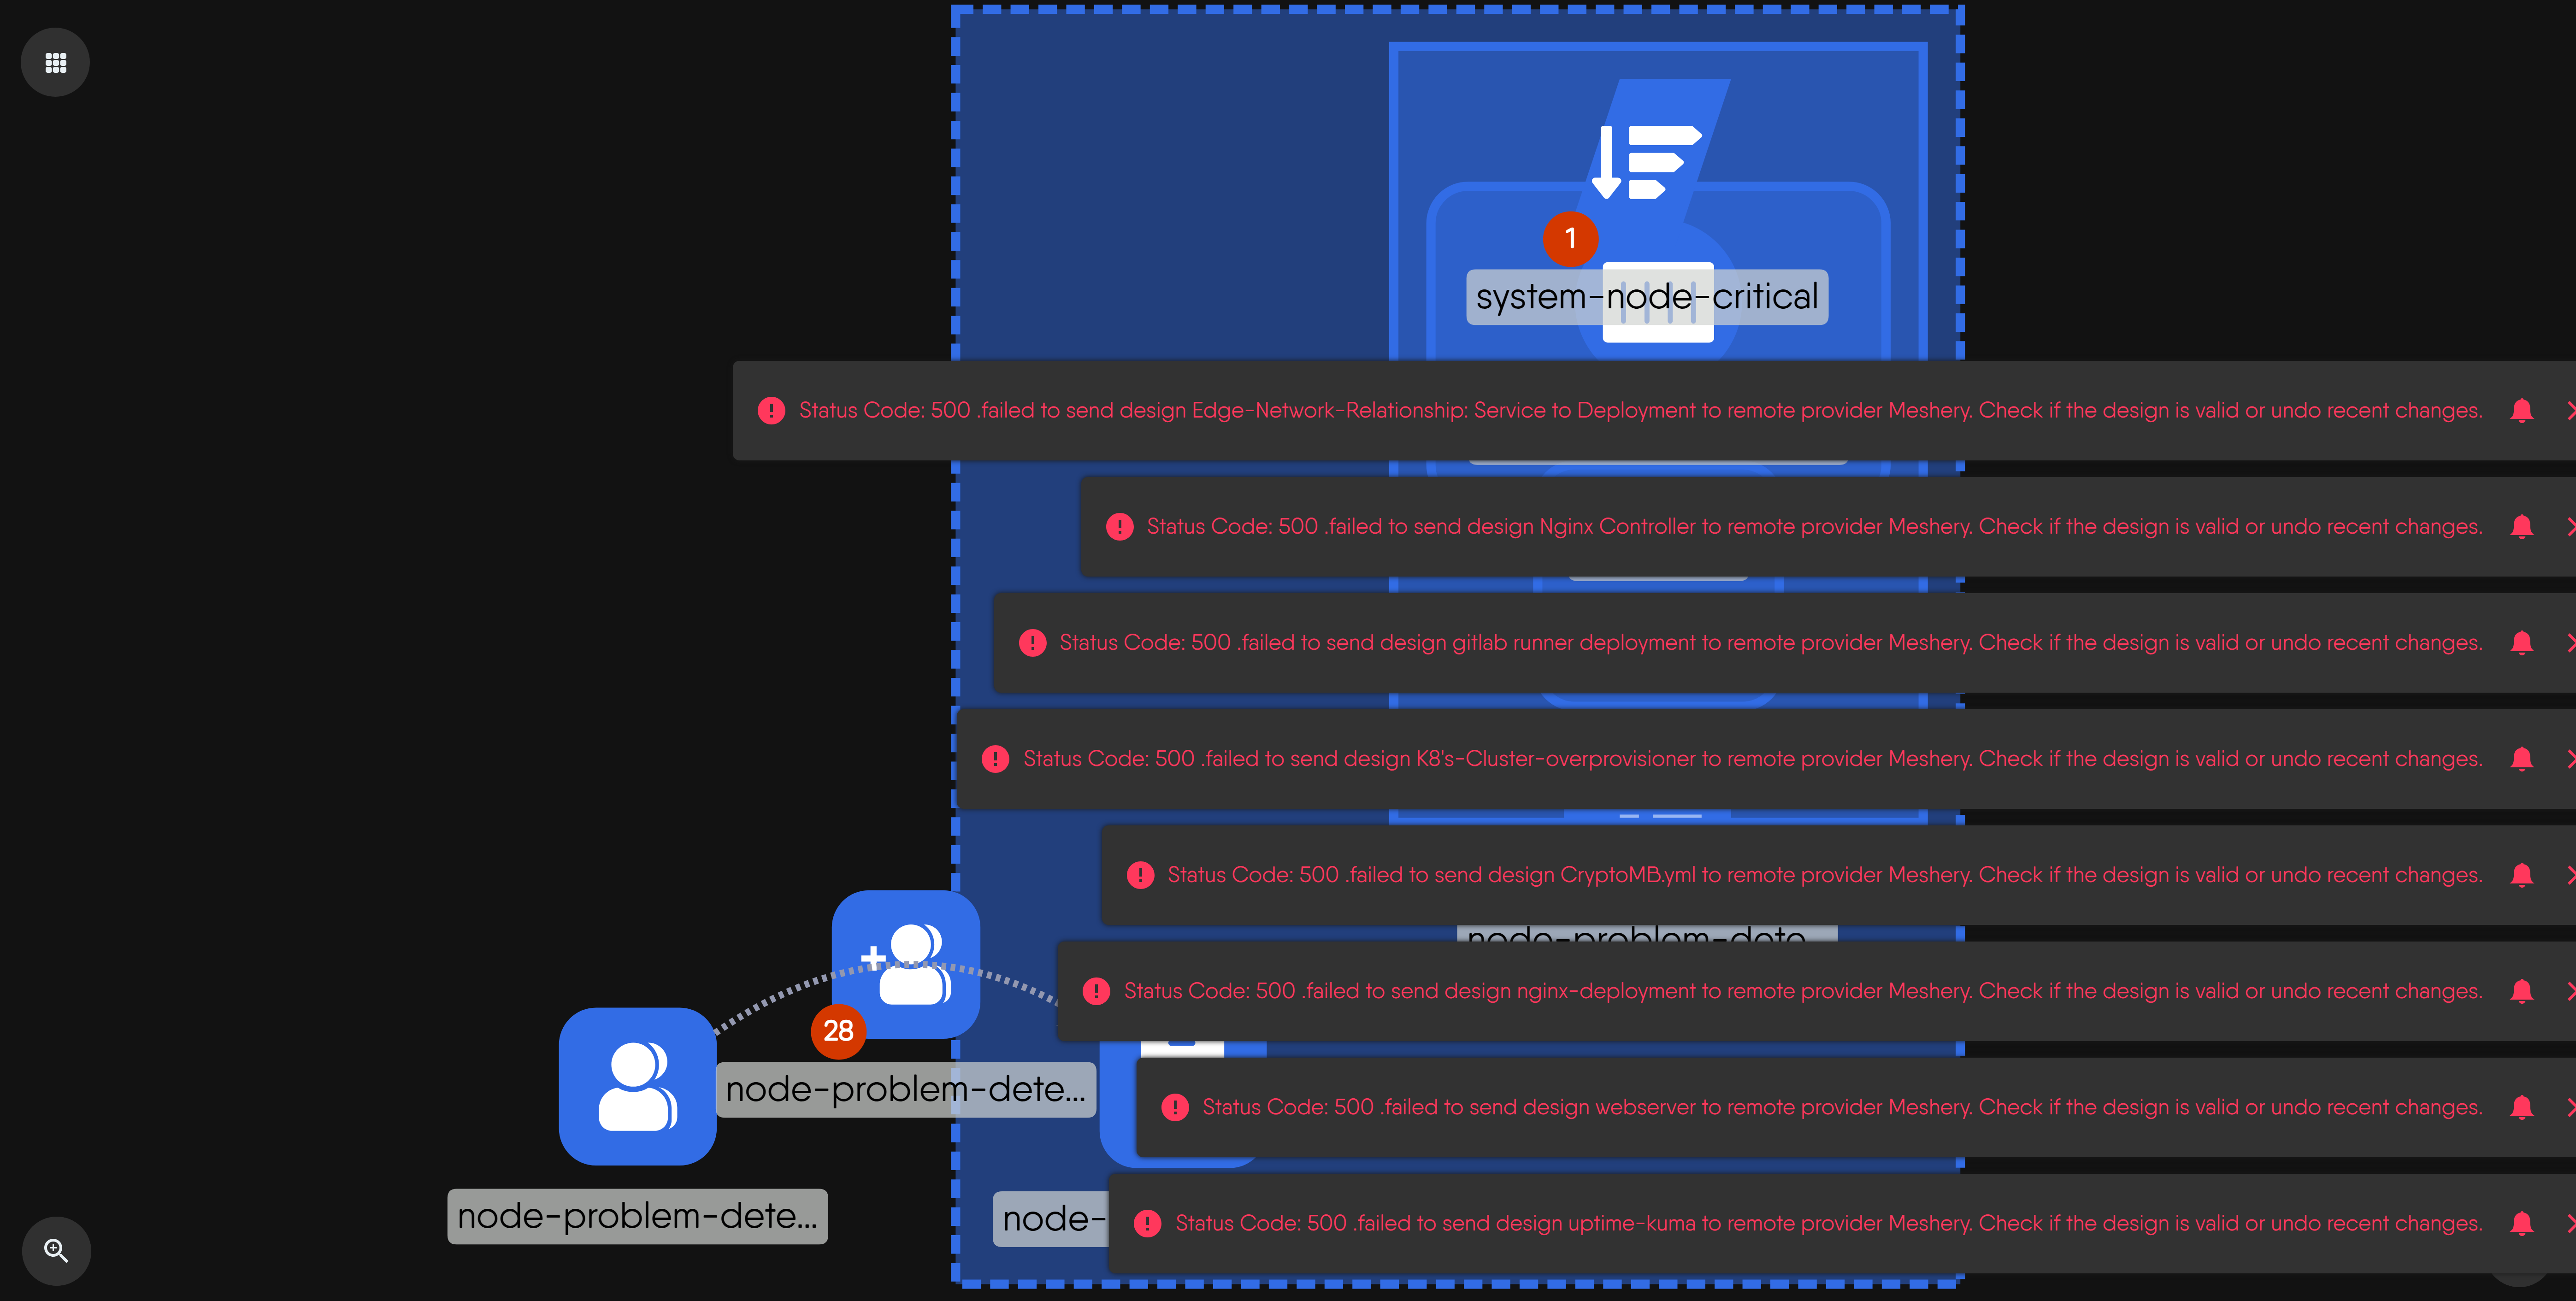 1
system-node-critical
Status Code: 500 .failed to send design Edge-Network-Relationship: Service to Deployment to remote provider Meshery. Check if the design is valid or undo recent changes.
Status Code: 500 .failed to send design Nginx Controller to remote provider Meshery. Check if the design is valid or undo recent changes.
Status Code: 500 .failed to send design gitlab runner deployment to remote provider Meshery. Check if the design is valid or undo recent changes.
Status Code: 500 .failed to send design K8's-Cluster-overprovisioner to remote provider Meshery. Check if the design is valid or undo recent changes.
Status Code: 500 .failed to send design CryptoMB.yml to remote provider Meshery. Check if the design is valid or undo recent changes.
node-problem-dete...
Status Code: 500 .failed to send design nginx-deployment to remote provider Meshery. Check if the design is valid or undo recent changes.
28
node-problem-dete...
Status Code: 500 .failed to send design webserver to remote provider Meshery. Check if the design is valid or undo recent changes.
node-problem-dete...
node-
Status Code: 500 .failed to send design uptime-kuma to remote provider Meshery. Check if the design is valid or undo recent changes.